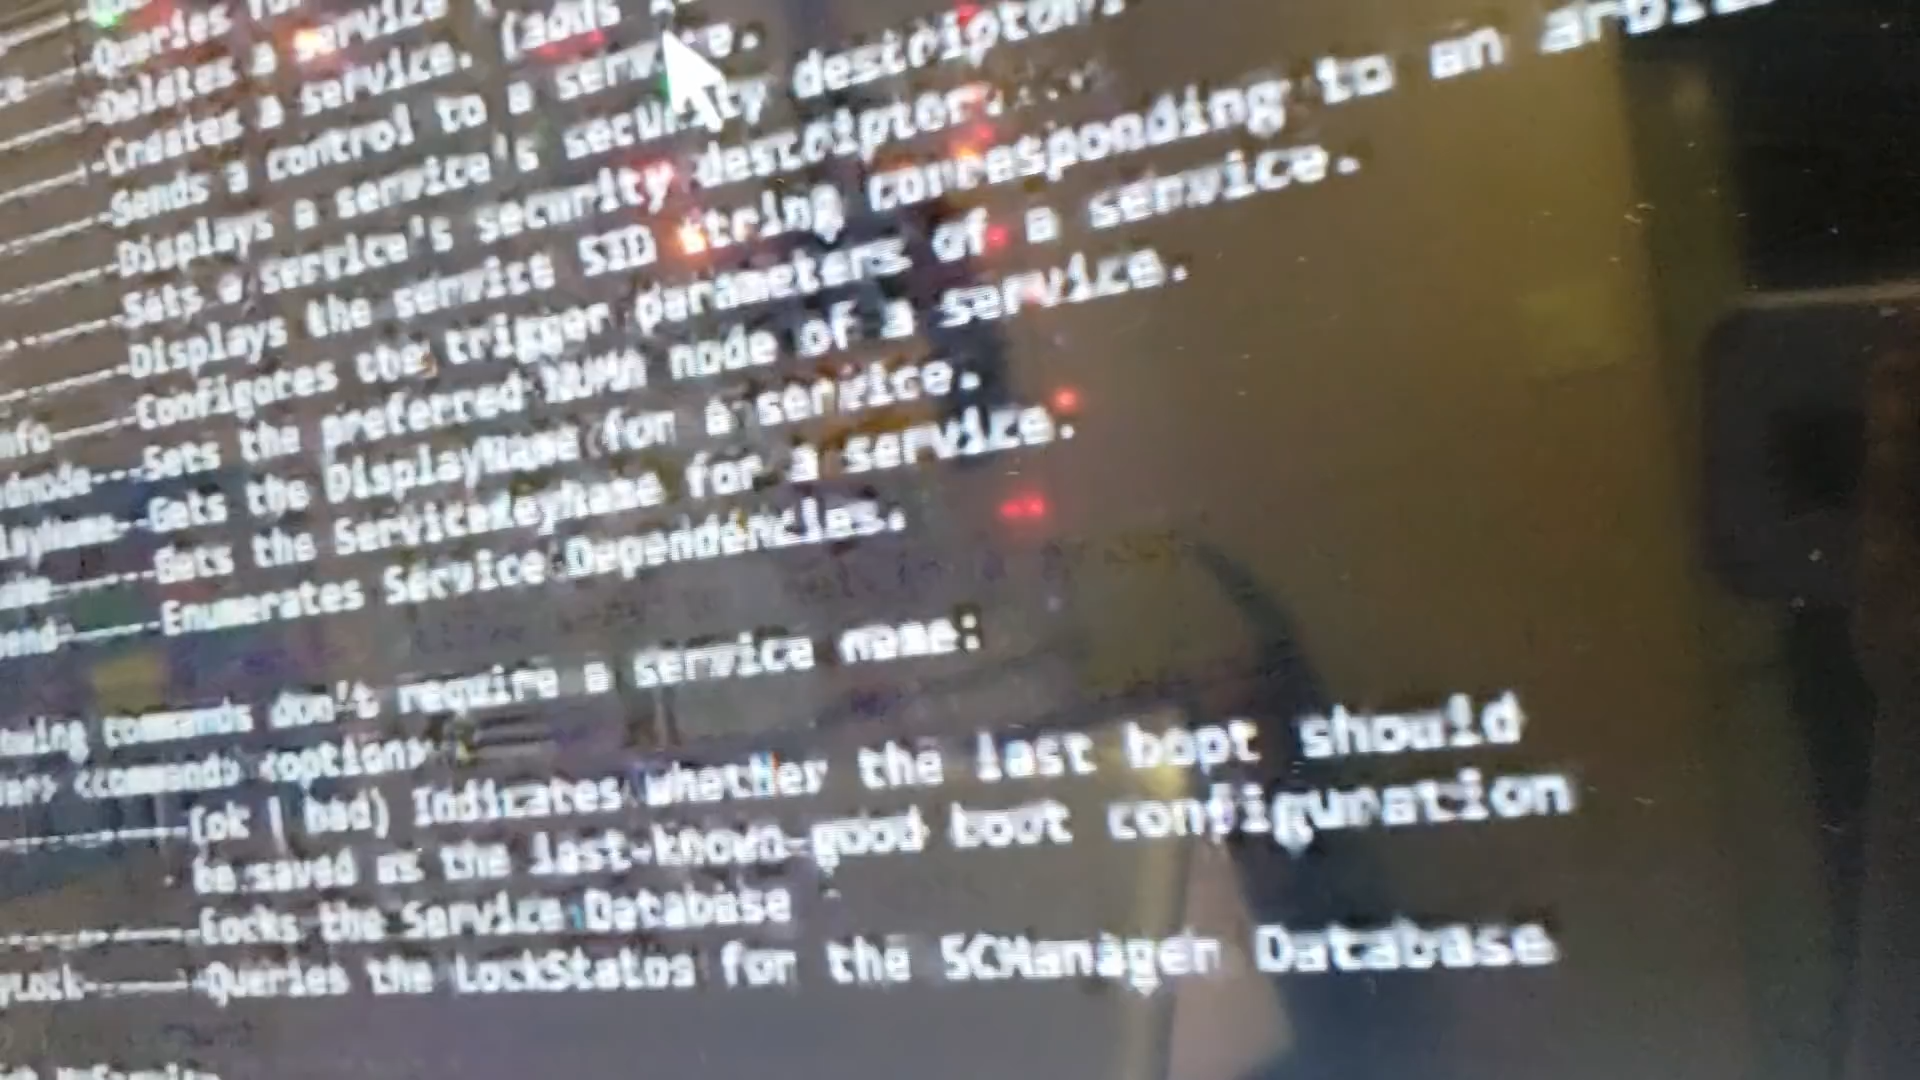 Queries
Deletes a service
Creates a service. (adds
Sends a control to a service.
Displays a service's security descriptor.
Sets a service's security descriptor.
Displays the service SID string corresponding to an
Configures the trigger parameters of a service.
Sets the preferred NUMA node of a service.
Gets the DisplayName for a service.
Gets the ServiceKeyName for a service.
Enumerates Service Dependencies.
commands don't require a service name:
<command> <option>
(ok | bad) Indicates whether the last boot should
be saved as the last-known-good boot configuration
Locks the Service Database
Queries the LockStatus for the SCManager Database